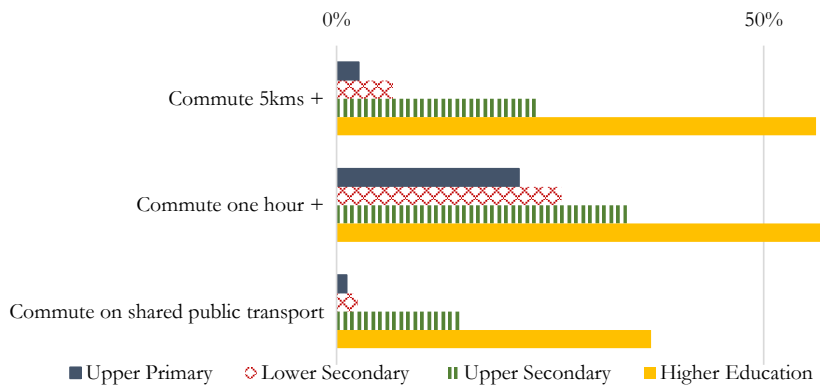 0% 50%
Commute 5kms +
Commute one hour +
Commute on shared public transport
Upper Primary Lower Secondary Upper Secondary Higher Education